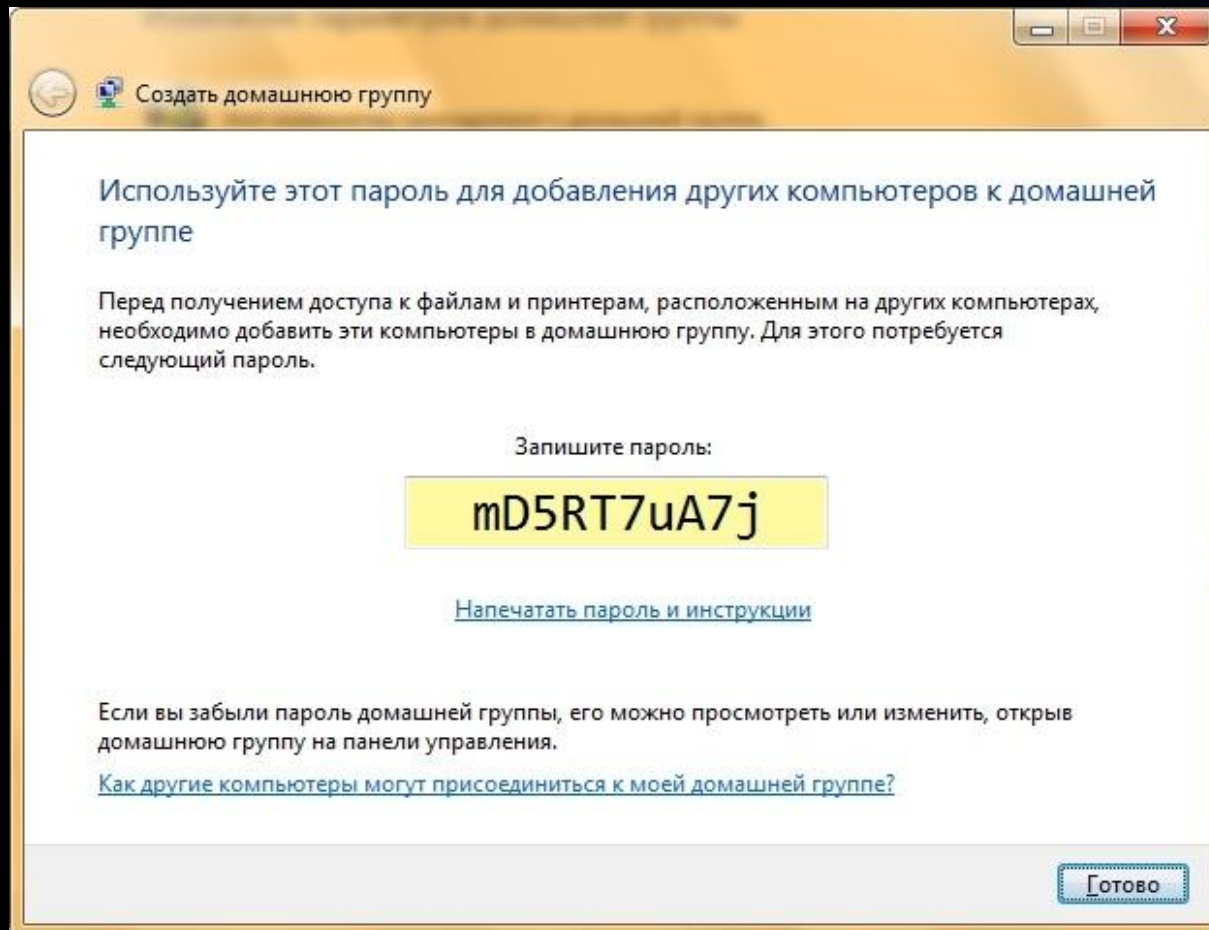 Создать домашнюю группу
Используйте этот пароль для добавления других компьютеров к домашней
группе
Перед получением доступа к файлам и принтерам, расположенным на других компьютерах,
необходимо добавить эти компьютеры в домашнюю группу. Для этого потребуется
следующий пароль.
Запишите пароль:
mD5RT7uA7j
Напечатать пароль и инструкции
Если вы забыли пароль домашней группы, его можно просмотреть или изменить, открыв
домашнюю группу на панели управления.
Как другие компьютеры могут присоединиться к моей домашней группе?
Готово